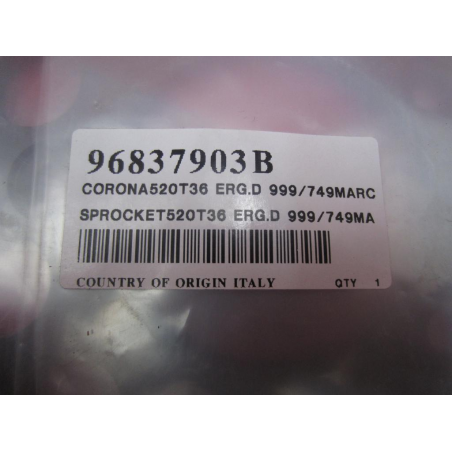 96837903B
CORONA520T36 ERG.D 999/749MARC
SPROCKET520T36 ERG.D 999/749MA
COUNTRY OF ORIGIN ITALY QTY 1